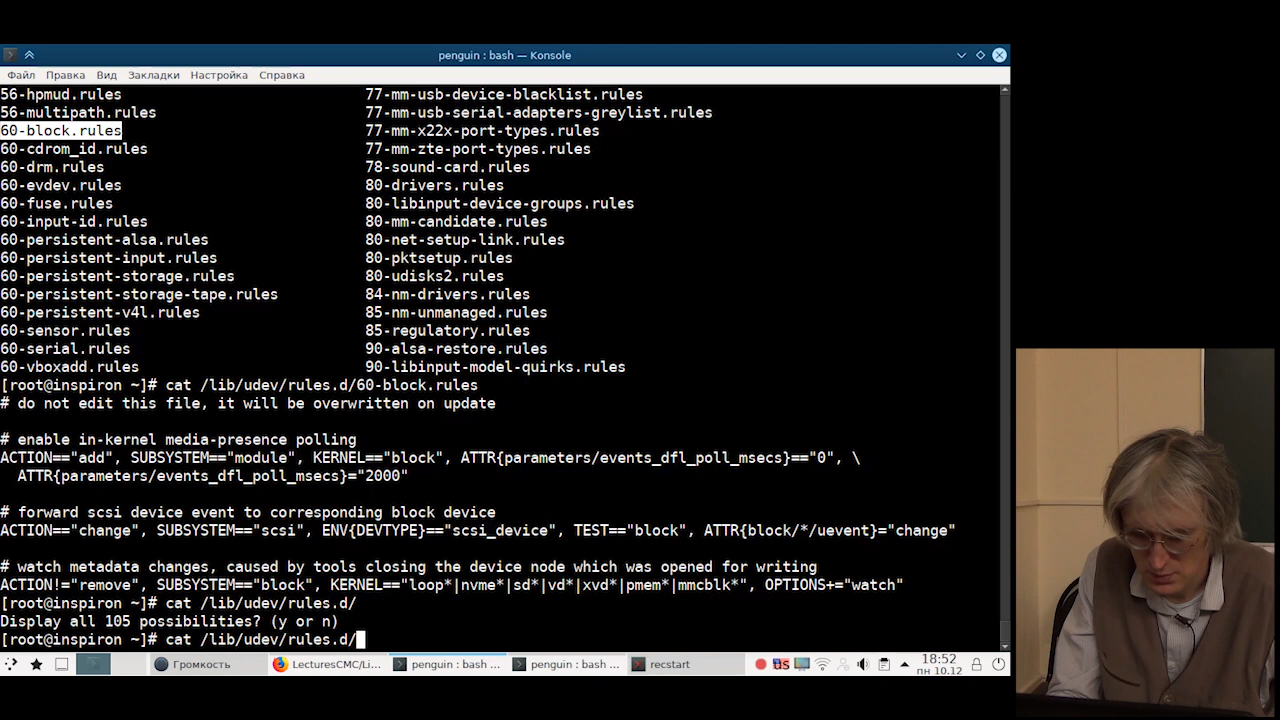 penguin : bash — Konsole
Файл Правка Вид Закладки Настройка Справка
56-hpmud.rules 77-mm-usb-device-blacklist.rules
56-multipath.rules 77-mm-usb-serial-adapters-greylist.rules
60-block.rules 77-mm-x22x-port-types.rules
60-cdrom_id.rules 77-mm-zte-port-types.rules
60-drm.rules 78-sound-card.rules
60-evdev.rules 80-drivers.rules
60-fuse.rules 80-libinput-device-groups.rules
60-input-id.rules 80-mm-candidate.rules
60-persistent-alsa.rules 80-net-setup-link.rules
60-persistent-input.rules 80-pktsetup.rules
60-persistent-storage.rules 80-udisks2.rules
60-persistent-storage-tape.rules 84-nm-drivers.rules
60-persistent-v4l.rules 85-nm-unmanaged.rules
60-sensor.rules 85-regulatory.rules
60-serial.rules 90-alsa-restore.rules
60-vboxadd.rules 90-libinput-model-quirks.rules
[root@inspiron ~]# cat /lib/udev/rules.d/60-block.rules
# do not edit this file, it will be overwritten on update
# enable in-kernel media-presence polling
ACTION=="add", SUBSYSTEM=="module", KERNEL=="block", ATTR{parameters/events_dfl_poll_msecs}=="0", \
ATTR{parameters/events_dfl_poll_msecs}="2000"
# forward scsi device event to corresponding block device
ACTION=="change", SUBSYSTEM=="scsi", ENV{DEVTYPE}=="scsi_device", TEST=="block", ATTR{block/*/uevent}="change"
# watch metadata changes, caused by tools closing the device node which was opened for writing
ACTION!="remove", SUBSYSTEM=="block", KERNEL=="loop*|nvme*|sd*|vd*|xvd*|pmem*|mmcblk*", OPTIONS+="watch"
[root@inspiron ~]# cat /lib/udev/rules.d/
Display all 105 possibilities? (y or n)
[root@inspiron ~]# cat /lib/udev/rules.d/
Громкость LecturesCMC/Li... penguin : bash ... penguin : bash ... recstart us 18:52
пн 10.12